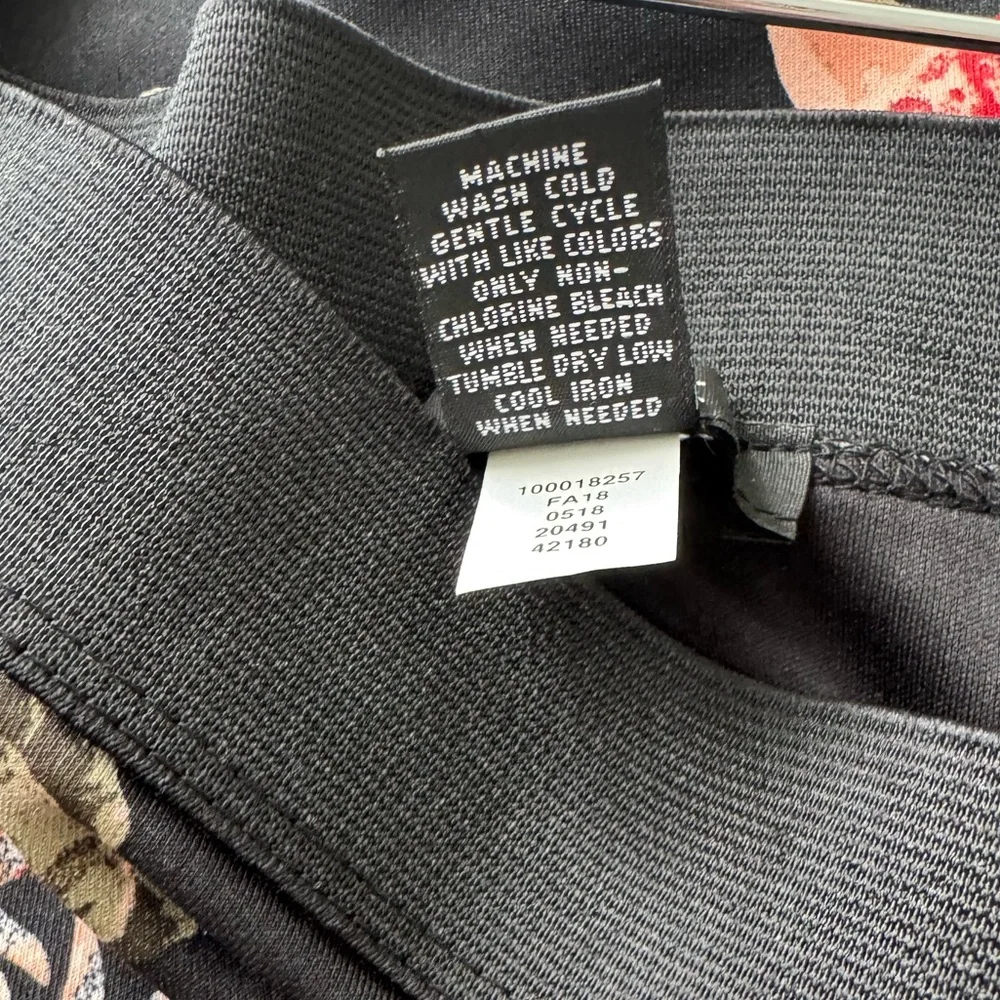 MACHINE
WASH COLD
GENTLE CYCLE
WITH LIKE COLORS
ONLY NON-
CHLORINE BLEACH
WHEN NEEDED
TUMBLE DRY LOW
COOL IRON
WHEN NEEDED
100018257
FA18
0518
20491
42180